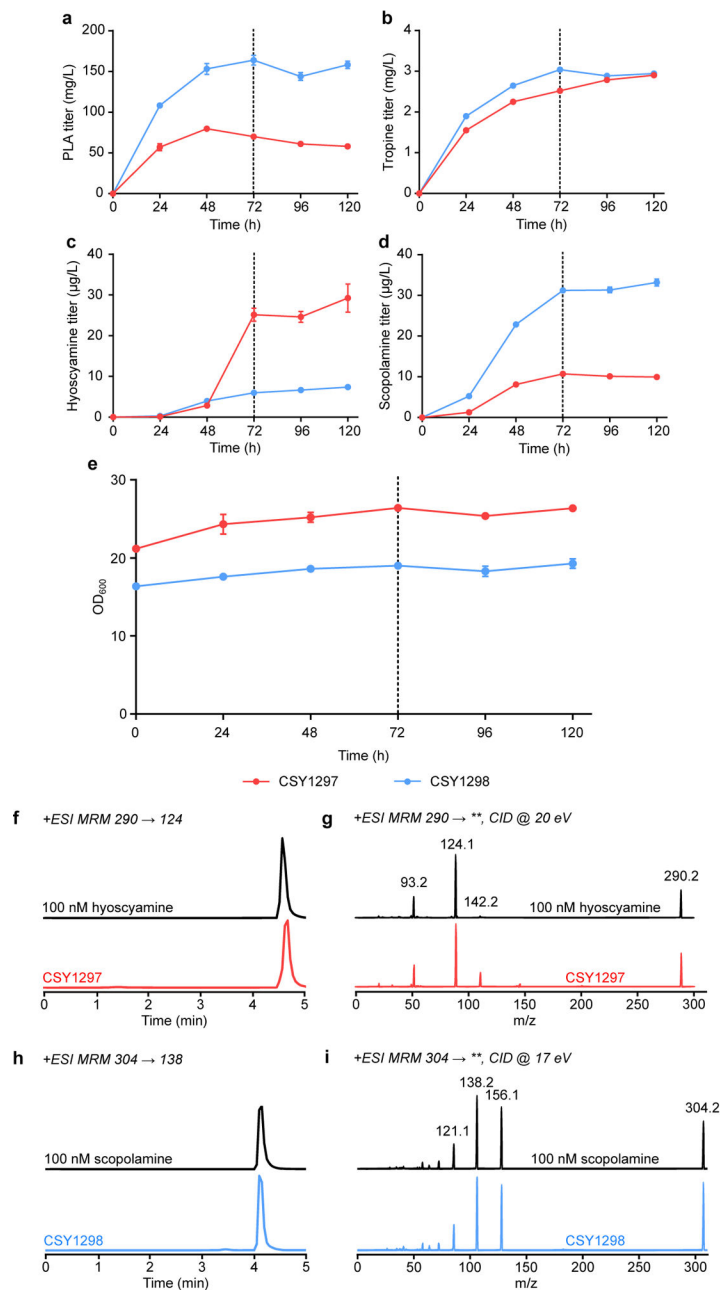 a
PLA titer (mg/L)
200
150
100
50
0
0 24 48 72 96 120
Time (h)
b
Tropine titer (mg/L)
4
3
2
1
0
0 24 48 72 96 120
Time (h)
c
Hyoscyamine titer (μg/L)
40
30
20
10
0
0 24 48 72 96 120
Time (h)
d
Scopolamine titer (μg/L)
40
30
20
10
0
0 24 48 72 96 120
Time (h)
e
OD600
30
20
10
0
0 24 48 72 96 120
Time (h)
CSY1297 CSY1298
f
+ESI MRM 290 → 124
100 nM hyoscyamine
CSY1297
0 1 2 3 4 5
Time (min)
g
+ESI MRM 290 → **, CID @ 20 eV
124.1
93.2
142.2
290.2
100 nM hyoscyamine
CSY1297
0 50 100 150 200 250 300
m/z
h
+ESI MRM 304 → 138
100 nM scopolamine
CSY1298
0 1 2 3 4 5
Time (min)
i
+ESI MRM 304 → **, CID @ 17 eV
138.2
156.1
121.1
304.2
100 nM scopolamine
CSY1298
0 50 100 150 200 250 300
m/z